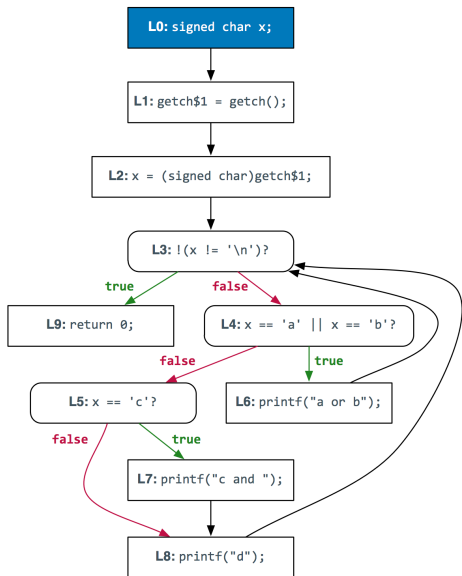 L0: signed char x;
L1: getch$1 = getch();
L2: x = (signed char)getch$1;
L3: !(x != '\n')?
true
false
L9: return 0;
L4: x == 'a' || x == 'b'?
false
true
L5: x == 'c'?
L6: printf("a or b");
false
true
L7: printf("c and ");
L8: printf("d");